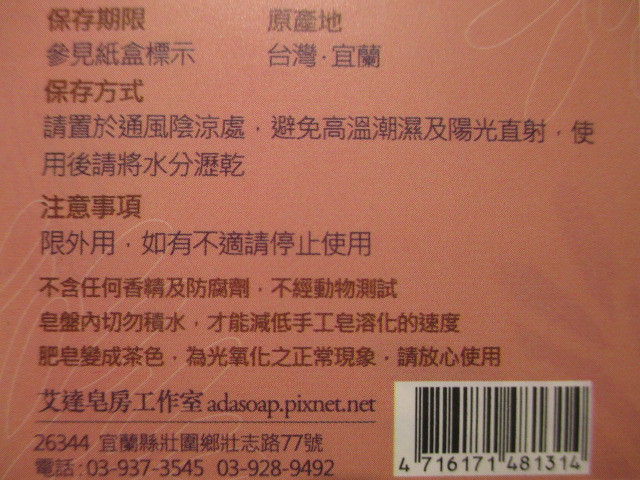 保存期限 原產地
參見紙盒標示 台灣·宜蘭
保存方式
請置於通風陰涼處，避免高溫潮濕及陽光直射，使
用後請將水分瀝乾
注意事項
限外用，如有不適請停止使用
不含任何香精及防腐劑，不經動物測試
皂盤內切勿積水，才能減低手工皂溶化的速度
肥皂變成茶色，為光氧化之正常現象，請放心使用
艾達皂房工作室 adasoap.pixnet.net
26344 宜蘭縣壯圍鄉壯志路77號
電話：03-937-3545 03-928-9492
4 716171 481314